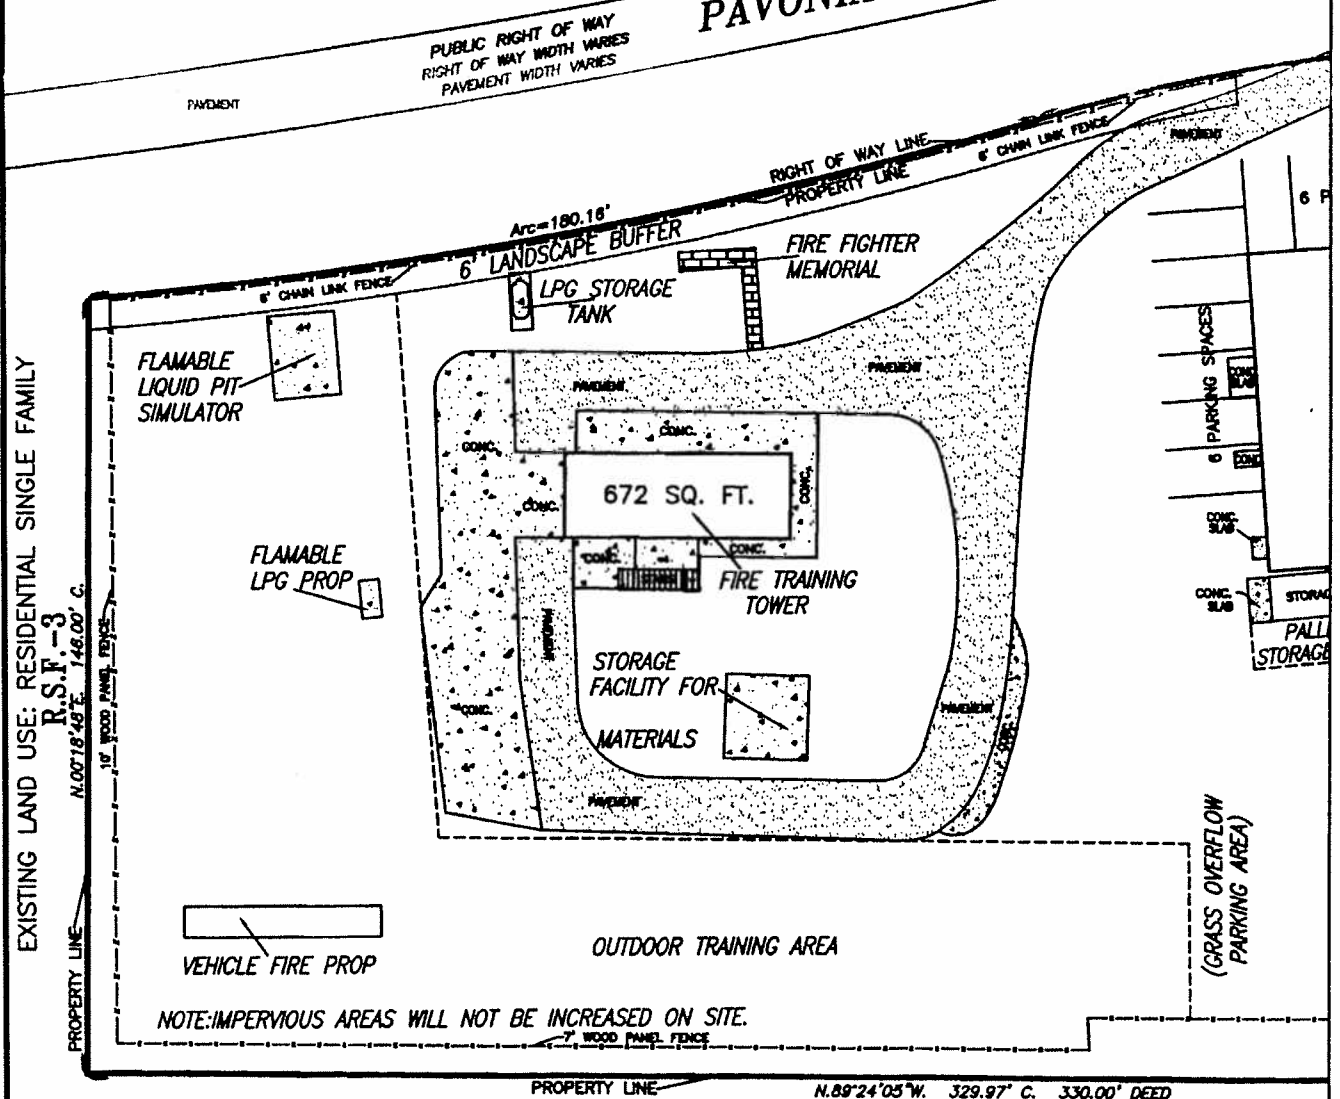 PUBLIC RIGHT OF WAY
RIGHT OF WAY WIDTH VARIES
PAVEMENT WIDTH VARIES
PAVEMENT
RIGHT OF WAY LINE
PROPERTY LINE
6' CHAIN LINK FENCE
PAVEMENT
Arc=180.16'
6' LANDSCAPE BUFFER
6' CHAIN LINK FENCE
FIRE FIGHTER
MEMORIAL
LPG STORAGE
TANK
FLAMABLE
LIQUID PIT
SIMULATOR
PAVEMENT
PAVEMENT
CONC.
CONC.
CONC.
CONC.
672 SQ. FT.
CONC.
CONC.
FIRE TRAINING
TOWER
FLAMABLE
LPG PROP
PAVEMENT
STORAGE
FACILITY FOR
MATERIALS
CONC.
PAVEMENT
PAVEMENT
CONC.
6 PARKING SPACES
6
CONC.
SLAB
CONC.
CONC.
SLAB
CONC.
SLAB
EXISTING LAND USE: RESIDENTIAL SINGLE FAMILY
R.S.F.-3
N.00°18'48"E. 146.00' C.
10' WOOD PANEL FENCE
PROPERTY LINE
VEHICLE FIRE PROP
OUTDOOR TRAINING AREA
(GRASS OVERFLOW
PARKING AREA)
NOTE:IMPERVIOUS AREAS WILL NOT BE INCREASED ON SITE.
7' WOOD PANEL FENCE
PROPERTY LINE
N.89°24'05"W. 329.97' C. 330.00' DEED